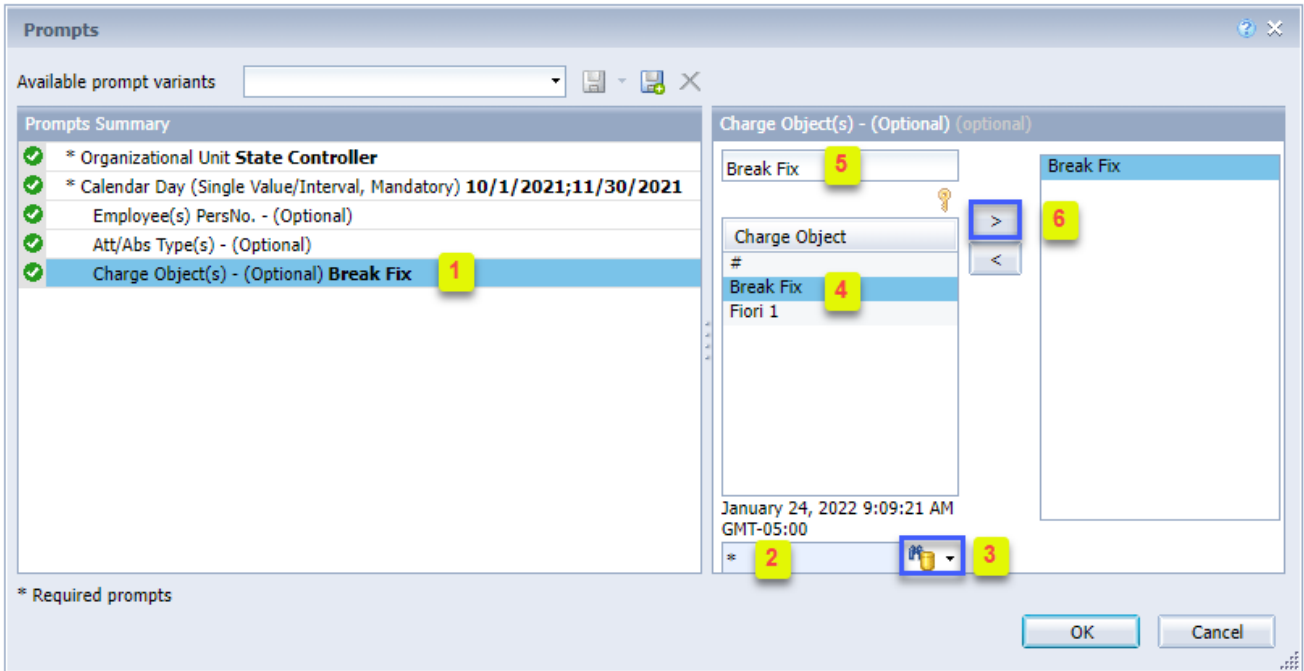 Prompts
Available prompt variants
Prompts Summary
* Organizational Unit State Controller
* Calendar Day (Single Value/Interval, Mandatory) 10/1/2021;11/30/2021
Employee(s) PersNo. - (Optional)
Att/Abs Type(s) - (Optional)
Charge Object(s) - (Optional) Break Fix 1
Charge Object(s) - (Optional) (optional)
Break Fix 5
Charge Object
#
Break Fix 4
Fiori 1
January 24, 2022 9:09:21 AM
GMT-05:00
* 2 3
> 6
<
Break Fix
* Required prompts
OK Cancel